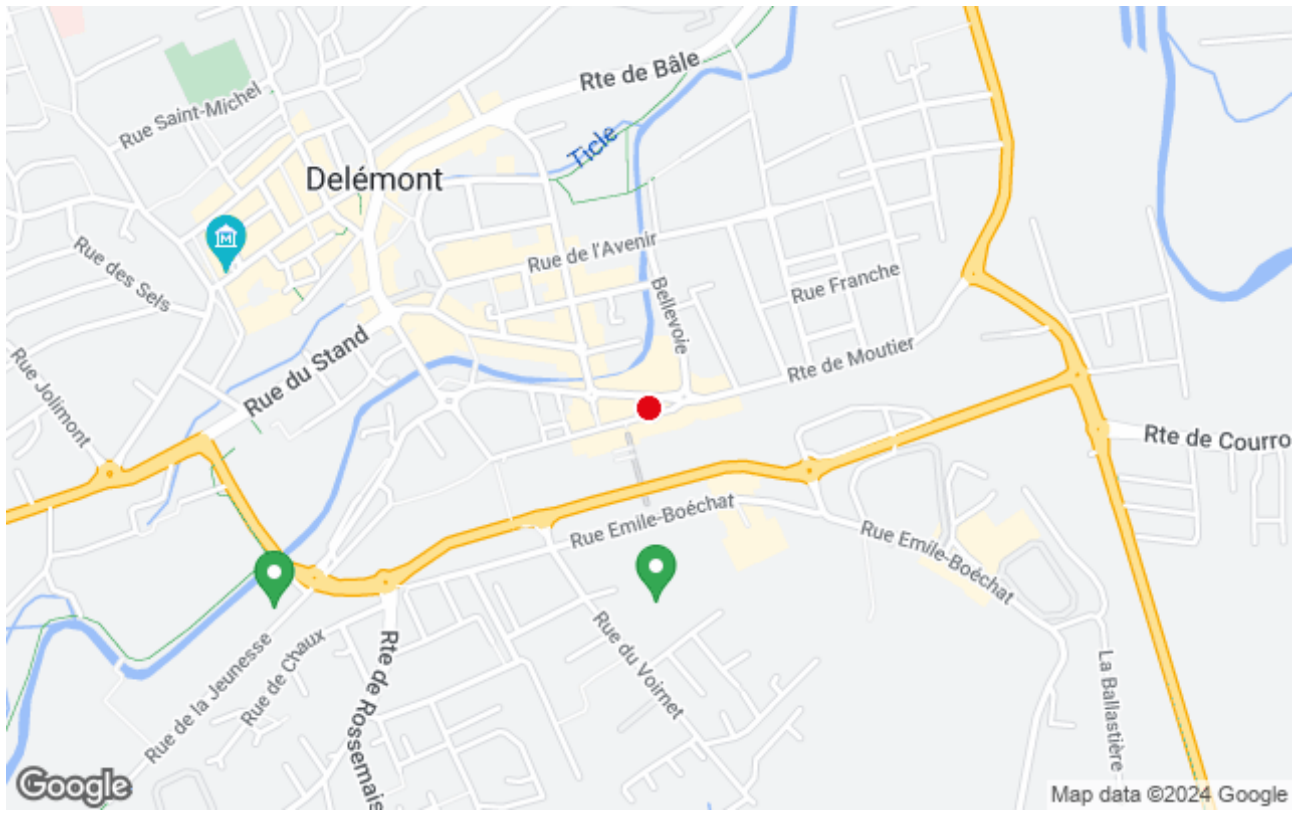 Rte de Bâle
Rue Saint-Michel
Ticle
Delémont
M
Rue de l'Avenir
Rue des Sels
Bellevoie
Rue Franche
Rue du Stand
Rte de Moutier
Rue Jolimont
Rte de Courro
Rue Emile-Boéchat
Rue Emile-Boéchat
Rue du Voirnet
Rue de la Jeunesse
Rue de Chaux
Rte de Rossemais
La Ballastière
Google
Map data ©2024 Google